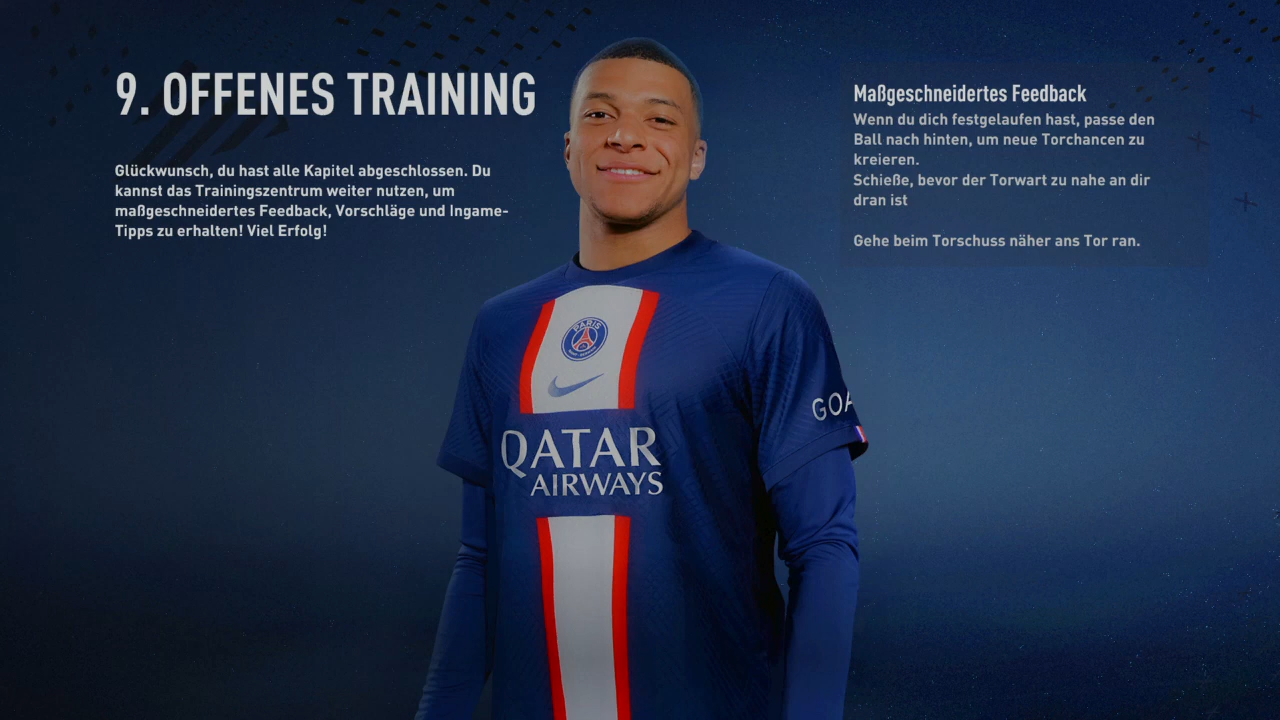 9. OFFENES TRAINING
Glückwunsch, du hast alle Kapitel abgeschlossen. Du
kannst das Trainingszentrum weiter nutzen, um
maßgeschneidertes Feedback, Vorschläge und Ingame-
Tipps zu erhalten! Viel Erfolg!
Maßgeschneidertes Feedback
Wenn du dich festgelaufen hast, passe den
Ball nach hinten, um neue Torchancen zu
kreieren.
Schieße, bevor der Torwart zu nahe an dir
dran ist
Gehe beim Torschuss näher ans Tor ran.
PARIS
GOA
QATAR
AIRWAYS